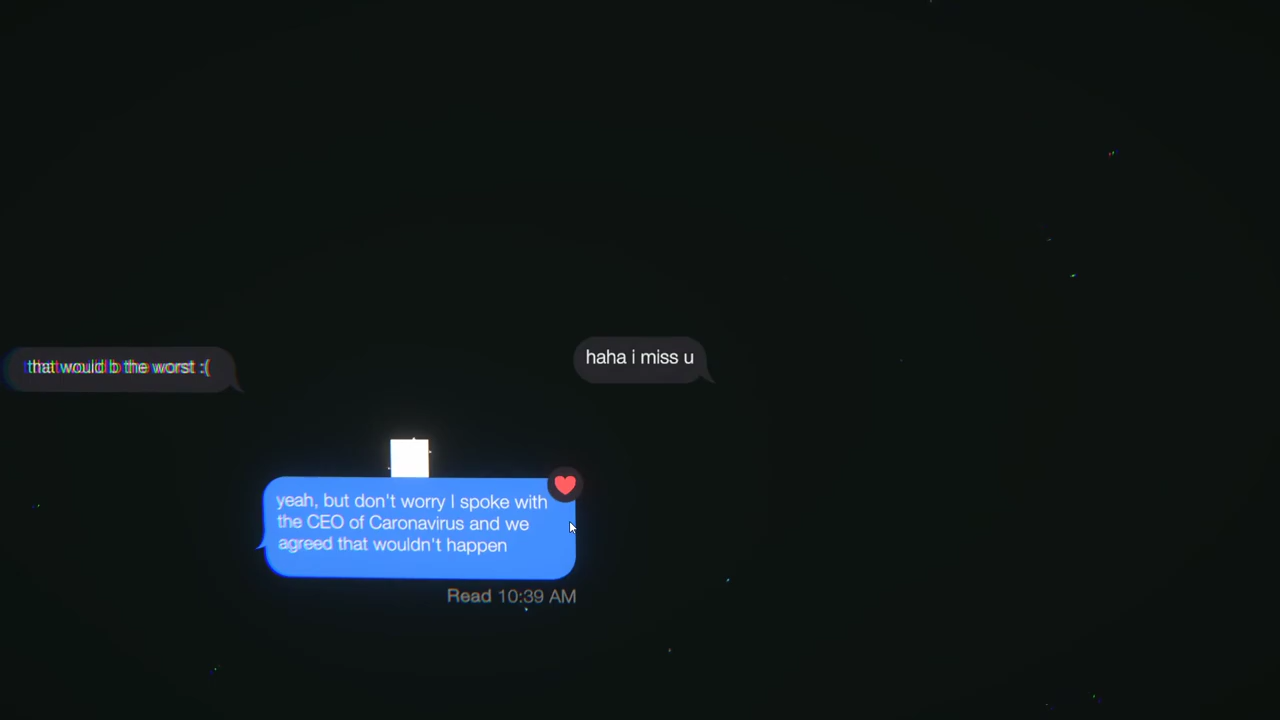 that would b the worst :(
haha i miss u
yeah, but don't worry I spoke with
the CEO of Caronavirus and we
agreed that wouldn't happen
Read 10:39 AM